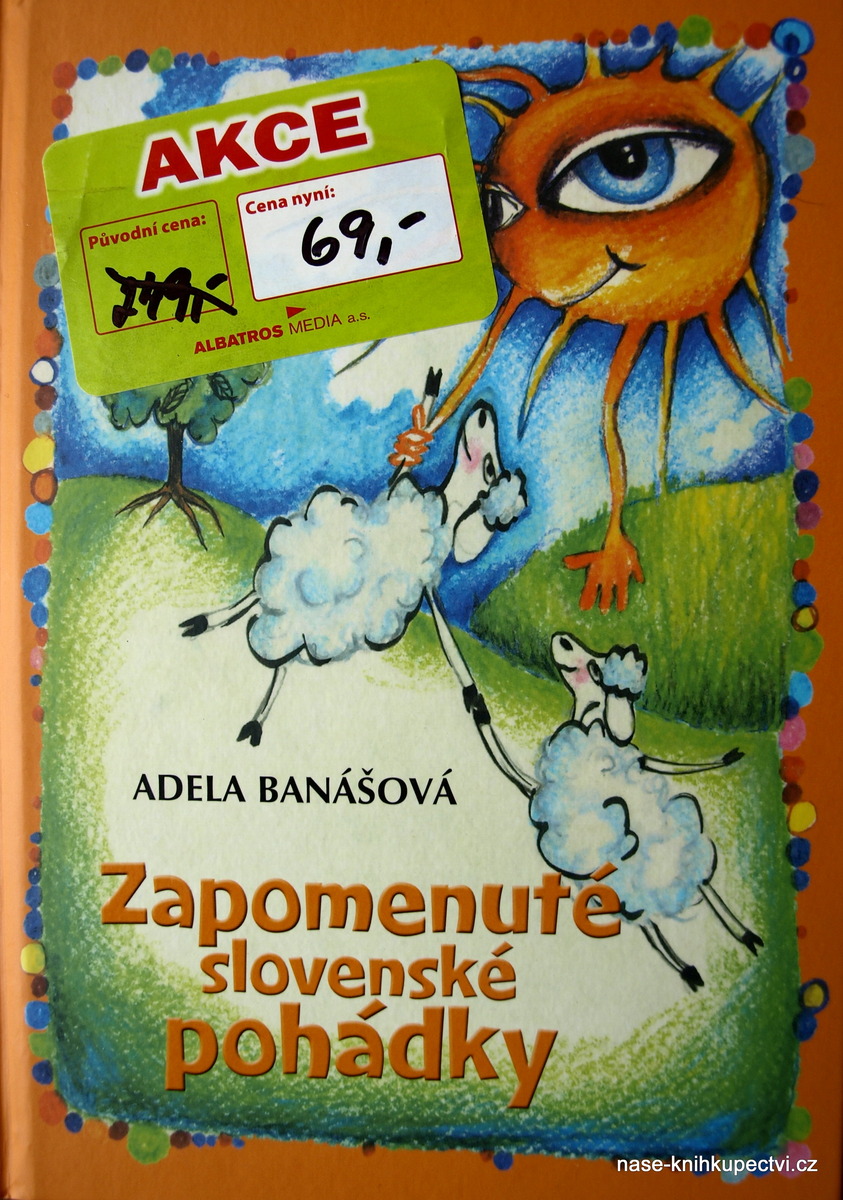 AKCE
Původní cena:
Cena nyní:
69,-
ALBATROS MEDIA a.s.
ADELA BANÁŠOVÁ
Zapomenuté
slovenské
pohádky
nase-knihkupectvi.cz